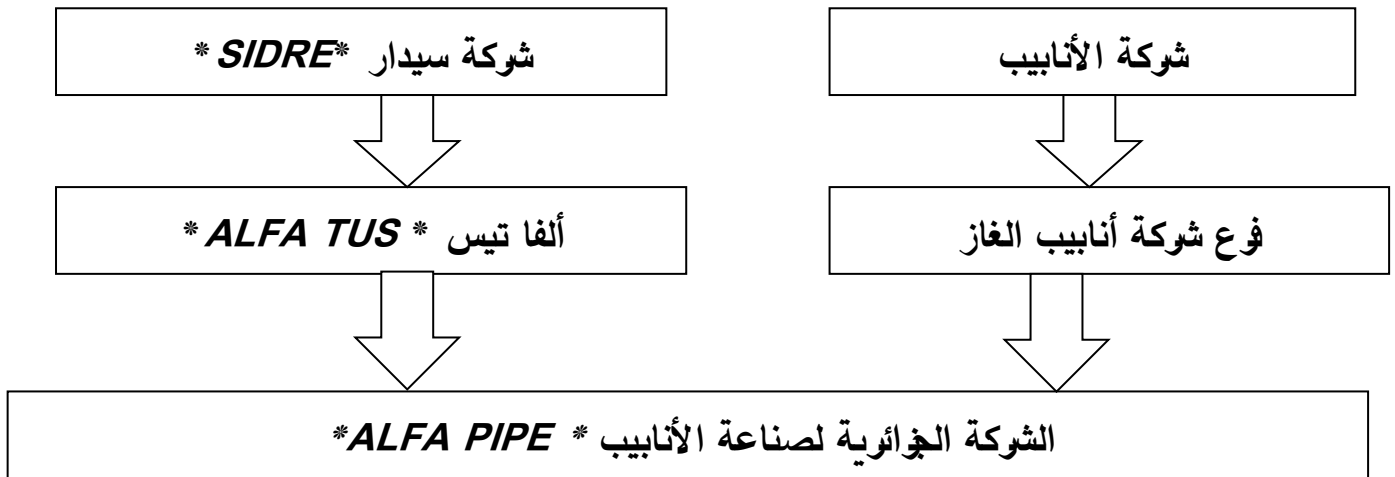 شركة الأنابيب
شركة سيدار *SIDRE *
فرع شركة أنابيب الغاز
ألفا تيس * ALFA TUS *
الشركة الجزائرية لصناعة الأنابيب * ALFA PIPE*